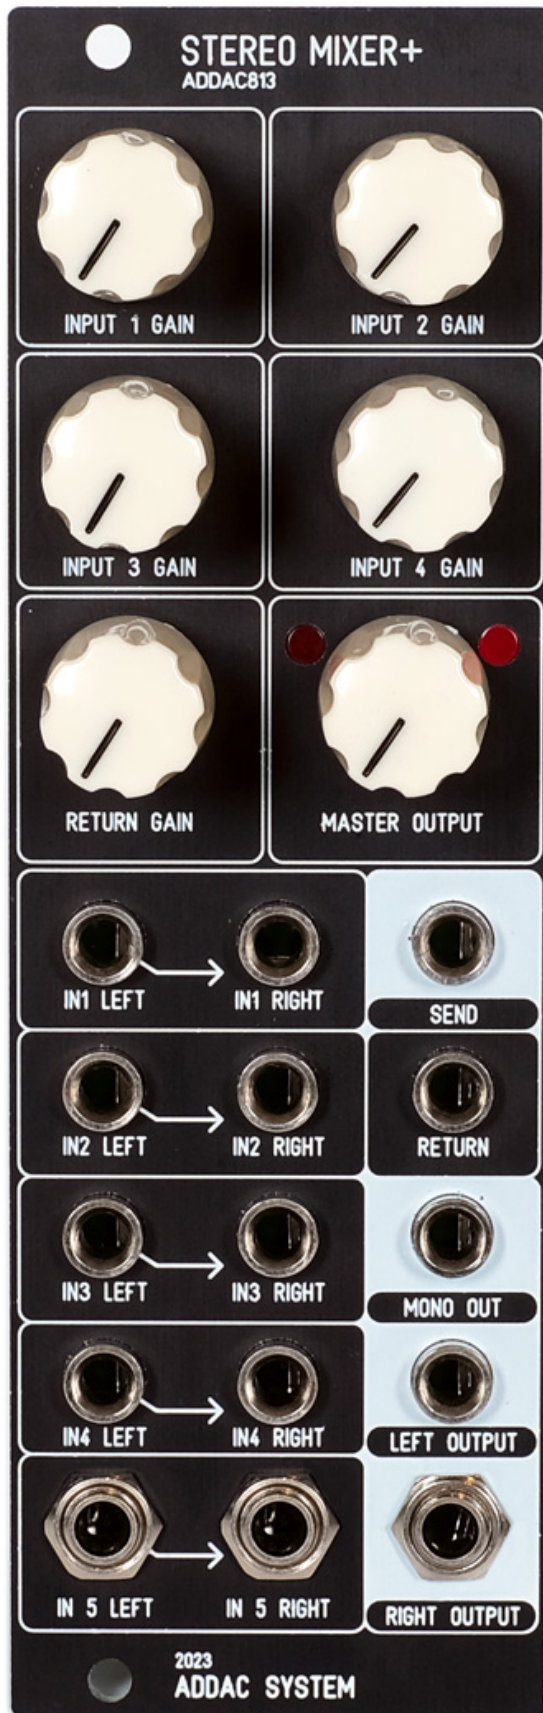 STEREO MIXER+
ADDAC813
INPUT 1 GAIN
INPUT 2 GAIN
INPUT 3 GAIN
INPUT 4 GAIN
RETURN GAIN
MASTER OUTPUT
IN1 LEFT
IN1 RIGHT
SEND
IN2 LEFT
IN2 RIGHT
RETURN
IN3 LEFT
IN3 RIGHT
MONO OUT
IN4 LEFT
IN4 RIGHT
LEFT OUTPUT
IN 5 LEFT
IN 5 RIGHT
RIGHT OUTPUT
2023
ADDAC SYSTEM